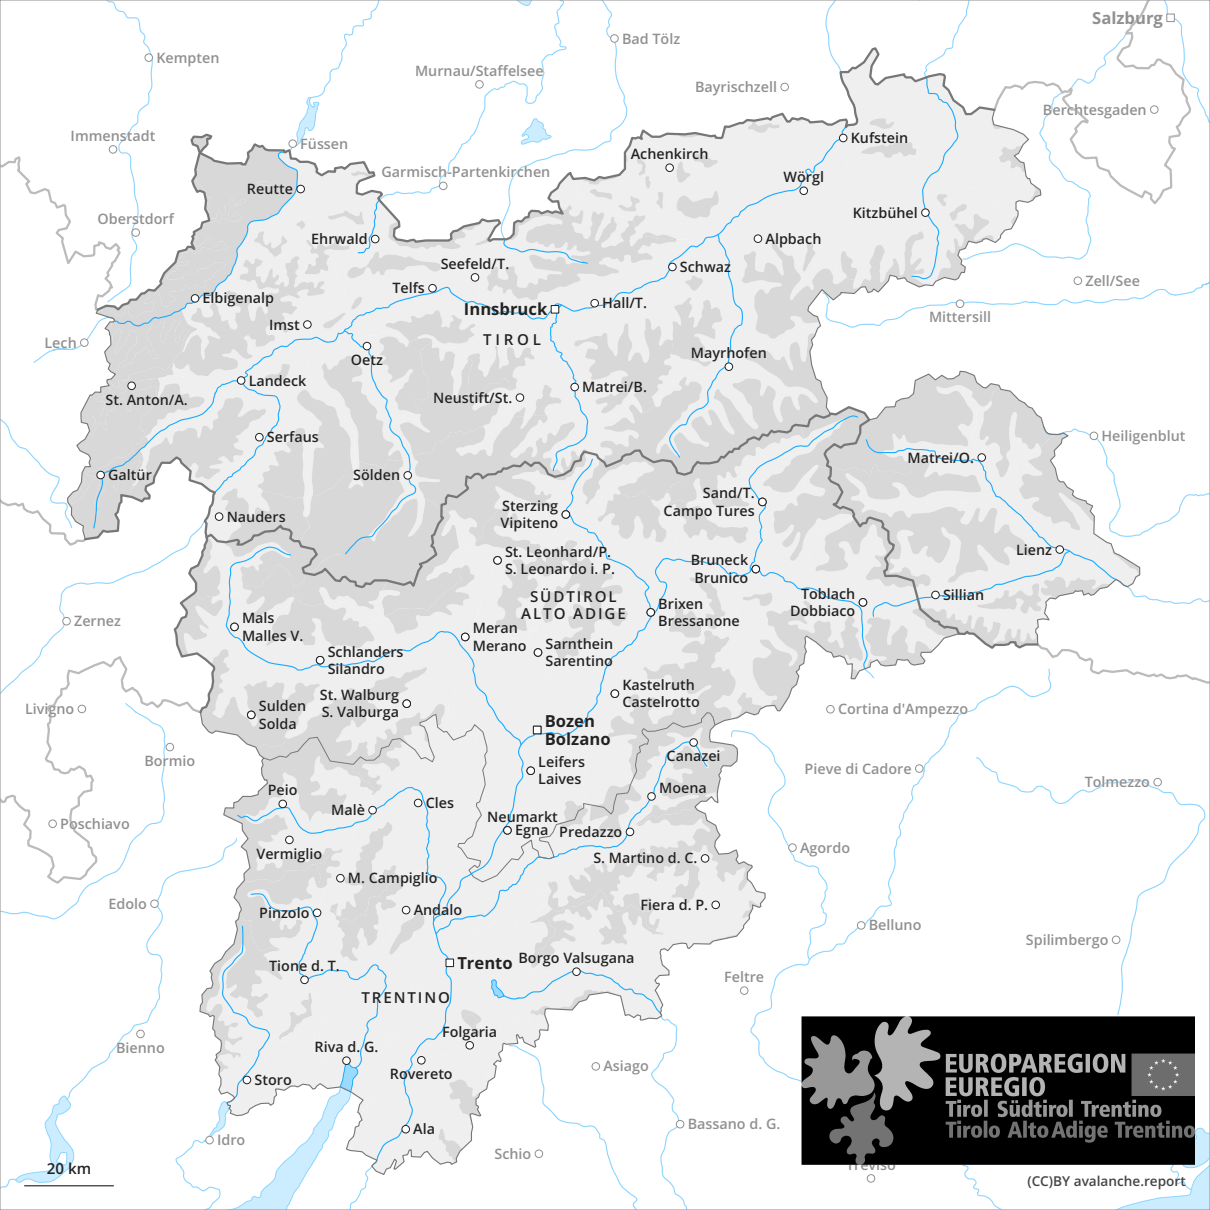 Salzburg
Bad Tölz
Kempten
Murnau/Staffelsee
Bayrischzell
Berchtesgaden
Immenstadt
Füssen
Kufstein
Achenkirch
Garmisch-Partenkirchen
Wörgl
Reutte
Oberstdorf
Kitzbühel
Ehrwald
Alpbach
Seefeld/T.
Schwaz
Zell/See
Telfs
Elbigenalp
Hall/T.
Innsbruck
Mittersill
Imst
TIROL
Lech
Oetz
Mayrhofen
Landeck
Matrei/B.
St. Anton/A.
Neustift/St.
Serfaus
Heiligenblut
Matrei/O.
Galtür
Sölden
Sand/T.
Campo Tures
Sterzing
Vipiteno
Nauders
Lienz
St. Leonhard/P.
S. Leonardo i. P.
Bruneck
Brunico
SÜDTIROL
ALTO ADIGE
Toblach
Dobbiaco
Sillian
Brixen
Bressanone
Zernez
Mals
Malles V.
Meran
Merano
Sarnthein
Sarentino
Schlanders
Silandro
Kastelruth
Castelrotto
St. Walburg
S. Valburga
Livigno
Sulden
Solda
Cortina d'Ampezzo
Bozen
Bolzano
Bormio
Canazei
Leifers
Laives
Pieve di Cadore
Tolmezzo
Peio
Moena
Malè
Cles
Neumarkt
Egna
Predazzo
Poschiavo
Vermiglio
Agordo
S. Martino d. C.
M. Campiglio
Edolo
Pinzolo
Andalo
Fiera d. P.
Belluno
Spilimbergo
Borgo Valsugana
Trento
Tione d. T.
Feltre
TRENTINO
Folgaria
Bienno
Riva d. G.
Rovereto
Asiago
Storo
EUROPAREGION
EUREGIO
Tirol Südtirol Trentino
Tirolo Alto Adige Trentino
Ala
Bassano d. G.
Idro
Schio
Treviso
20 km
(CC)BY avalanche.report